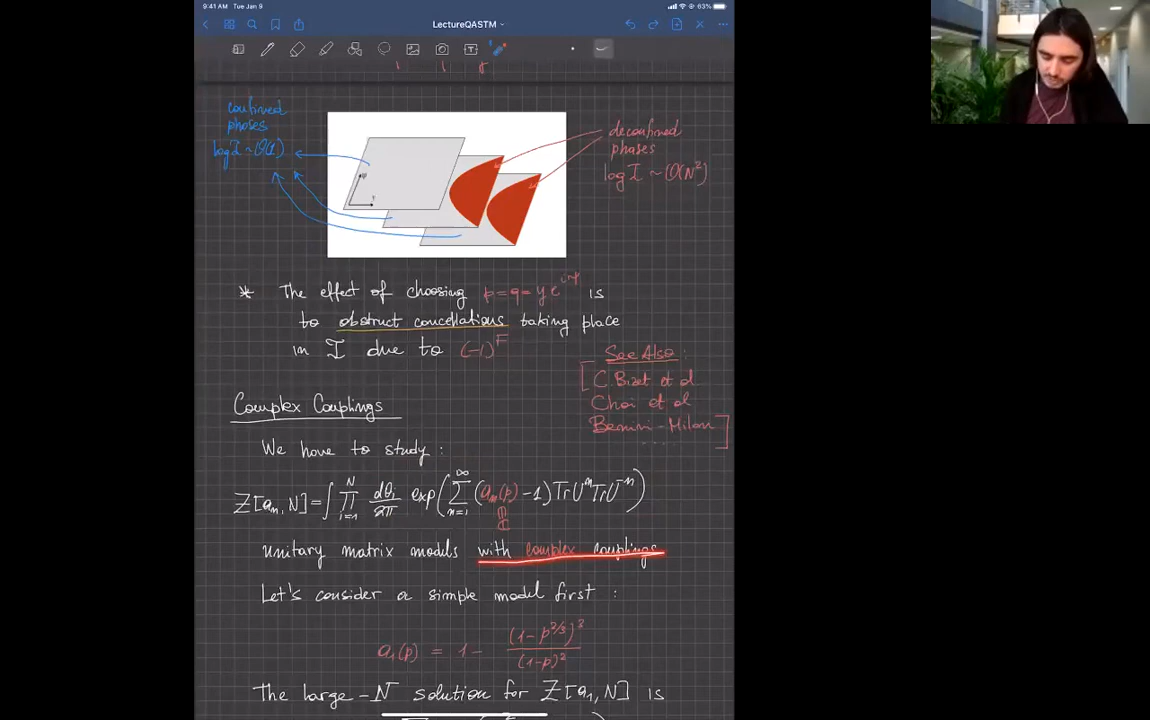 9:41 AM Tue Jan 9
63%
LectureQASTM
confined
phases
log I ~ O(1)
φ
y
deconfined
phases
log I ~ O(N²)
* The effect of choosing p=q=ye^{iφ} is
to obstruct cancellations taking place
in I due to (-1)^F
See Also:
[C. Bizet et al
Choi et al
Benini-Milan
....]
Complex Couplings
We have to study:
Z[a_n, N] = ∫ ∏_{i=1}^{N} dθ_i/2π exp( ∑_{n=1}^{∞} (a_n(p) -1) Tr U^n Tr U^{-n} )
unitary matrix models with complex couplings
Let's consider a simple model first :
a_1(p) = 1 - (1-p^{2/3})^3 / (1-p)^2
The large-N solution for Z[a_1, N] is